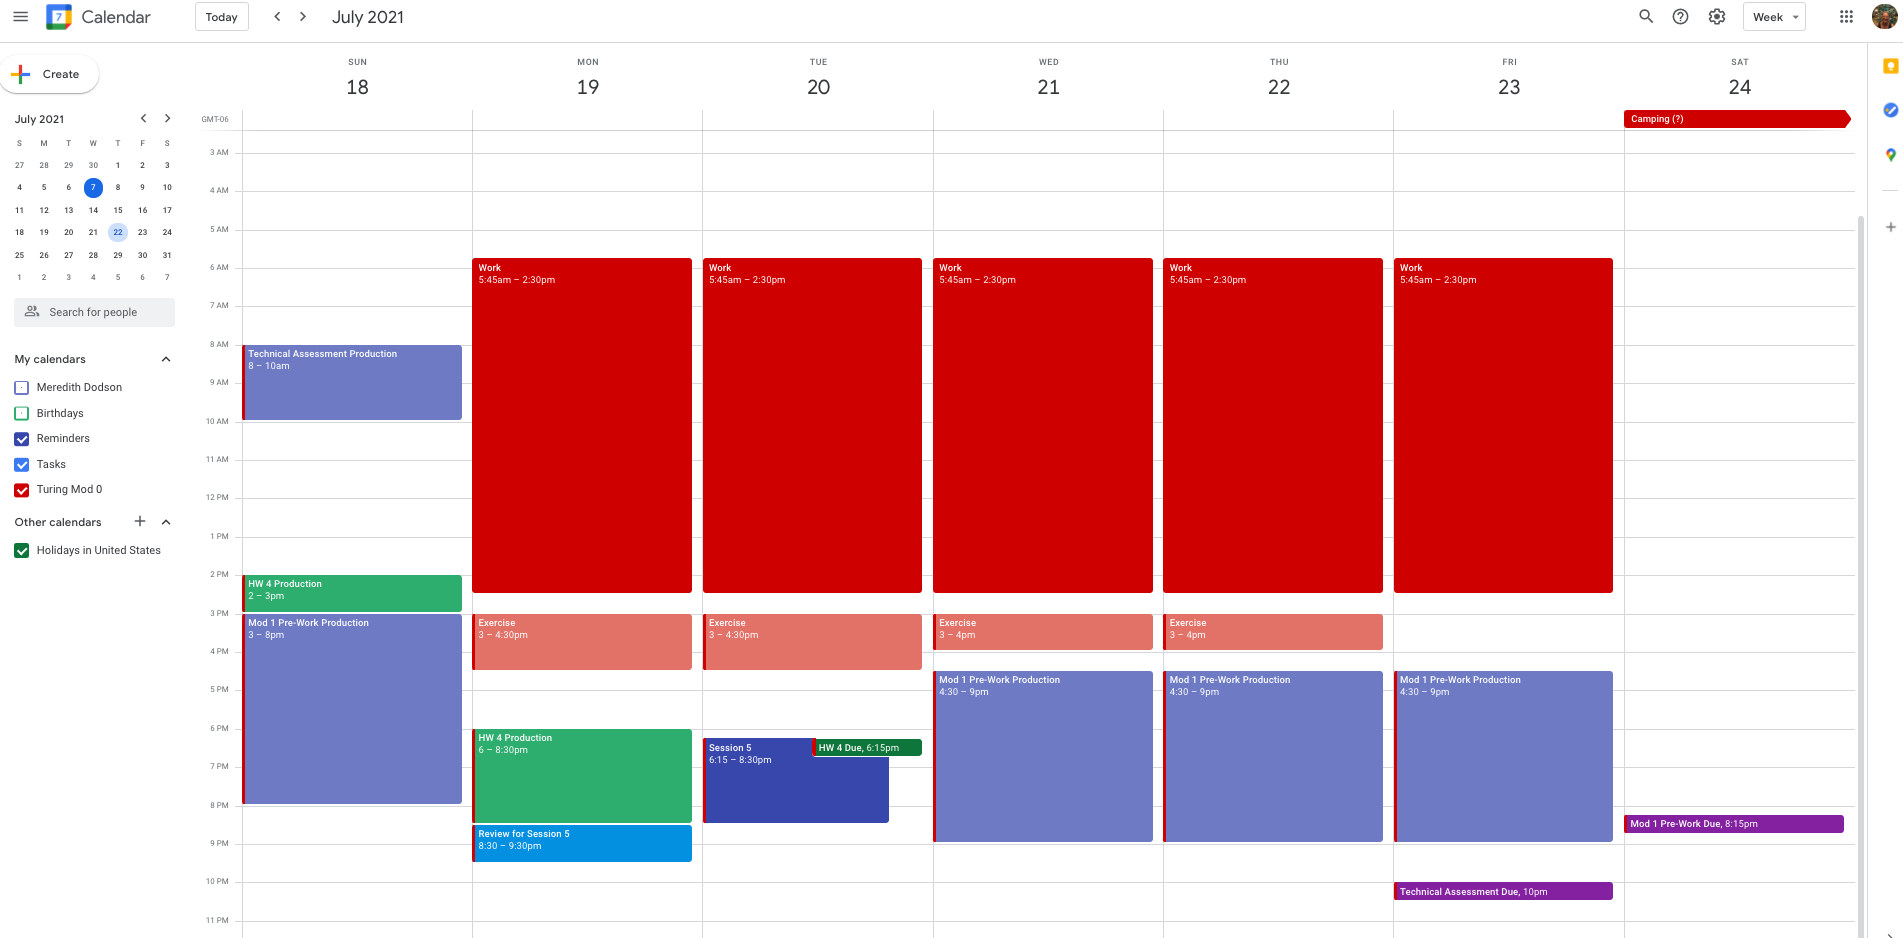 7 Calendar Today July 2021 Week
Create
July 2021
S M T W T F S
27 28 29 30 1 2 3
4 5 6 7 8 9 10
11 12 13 14 15 16 17
18 19 20 21 22 23 24
25 26 27 28 29 30 31
1 2 3 4 5 6 7
Search for people
My calendars
Meredith Dodson
Birthdays
Reminders
Tasks
Turing Mod 0
Other calendars
Holidays in United States
SUN MON TUE WED THU FRI SAT
18 19 20 21 22 23 24
GMT-06
3 AM
4 AM
5 AM
6 AM
7 AM
8 AM
9 AM
10 AM
11 AM
12 PM
1 PM
2 PM
3 PM
4 PM
5 PM
6 PM
7 PM
8 PM
9 PM
10 PM
11 PM
Technical Assessment Production
8 – 10am
HW 4 Production
2 – 3pm
Mod 1 Pre-Work Production
3 – 8pm
Work
5:45am – 2:30pm
Exercise
3 – 4:30pm
HW 4 Production
6 – 8:30pm
Review for Session 5
8:30 – 9:30pm
Work
5:45am – 2:30pm
Exercise
3 – 4:30pm
Session 5
6:15 – 8:30pm
HW 4 Due, 6:15pm
Work
5:45am – 2:30pm
Exercise
3 – 4pm
Mod 1 Pre-Work Production
4:30 – 9pm
Work
5:45am – 2:30pm
Exercise
3 – 4pm
Mod 1 Pre-Work Production
4:30 – 9pm
Work
5:45am – 2:30pm
Mod 1 Pre-Work Production
4:30 – 9pm
Technical Assessment Due, 10pm
Camping (?)
Mod 1 Pre-Work Due, 8:15pm